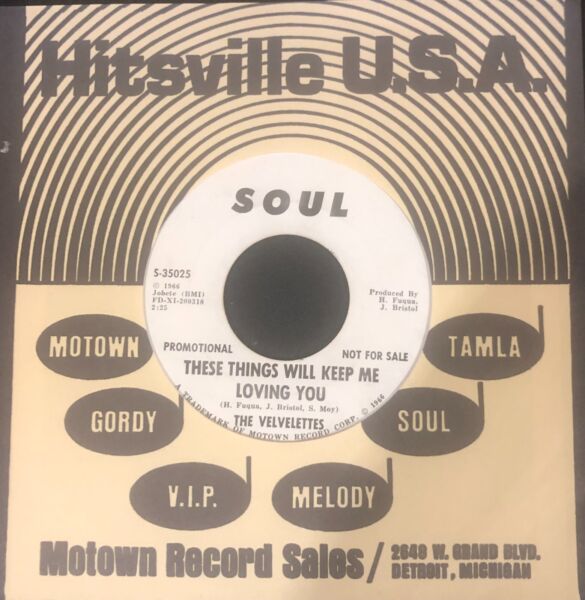 Hitsville U.S.A.
SOUL
S-35025
© 1966
Jobete (BMI)
FD-XI-200318
2:25
Produced By
H. Fuqua,
J. Bristol
PROMOTIONAL
NOT FOR SALE
THESE THINGS WILL KEEP ME
LOVING YOU
(H. Fuqua, J. Bristol, S. Moy)
THE VELVELETTES
A TRADEMARK OF MOTOWN RECORD CORP. © 1966
MOTOWN
TAMLA
GORDY
SOUL
V.I.P.
MELODY
Motown Record Sales/
2648 W. GRAND BLVD.
DETROIT, MICHIGAN